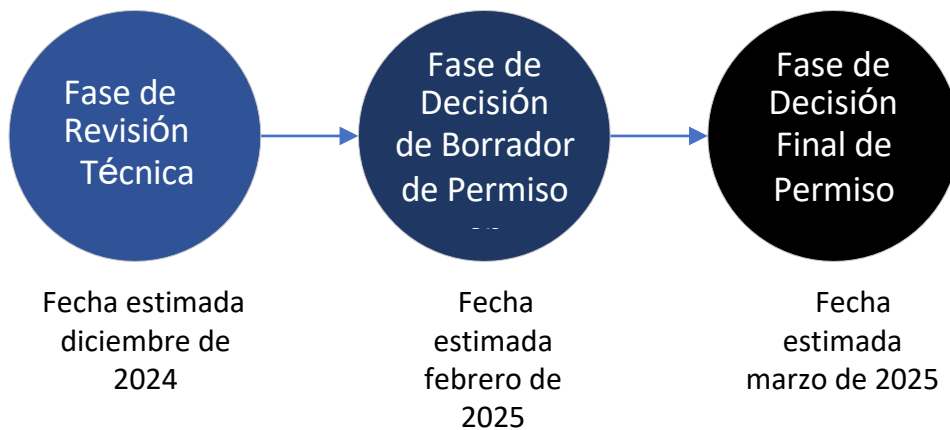 Fase de
Revisión
Técnica
Fase de
Decisión
de Borrador
de Permiso
Fase de
Decisión
Final de
Permiso
Fecha estimada
diciembre de
2024
Fecha
estimada
febrero de
2025
Fecha
estimada
marzo de 2025